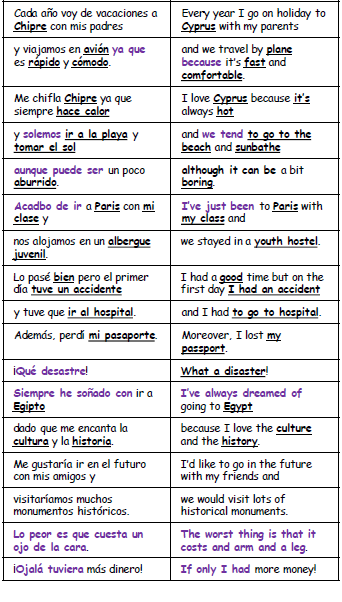 Cada año voy de vacaciones a
Chipre con mis padres
Every year I go on holiday to
Cyprus with my parents
y viajamos en avión ya que
es rápido y cómodo.
and we travel by plane
because it's fast and
comfortable.
Me chifla Chipre ya que
siempre hace calor
I love Cyprus because it's
always hot
y solemos ir a la playa y
tomar el sol
and we tend to go to the
beach and sunbathe
aunque puede ser un poco
aburrido.
although it can be a bit
boring.
Acadbo de ir a Paris con mi
clase y
I've just been to Paris with
my class and
nos alojamos en un albergue
juvenil.
we stayed in a youth hostel.
Lo pasé bien pero el primer
día tuve un accidente
I had a good time but on the
first day I had an accident
y tuve que ir al hospital.
and I had to go to hospital.
Además, perdí mi pasaporte.
Moreover, I lost my
passport.
¡Qué desastre!
What a disaster!
Siempre he soñado con ir a
Egipto
I've always dreamed of
going to Egypt
dado que me encanta la
cultura y la historia.
because I love the culture
and the history.
Me gustaría ir en el futuro
con mis amigos y
I'd like to go in the future
with my friends and
visitaríamos muchos
monumentos históricos.
we would visit lots of
historical monuments.
Lo peor es que cuesta un
ojo de la cara.
The worst thing is that it
costs and arm and a leg.
¡Ojalá tuviera más dinero!
If only I had more money!